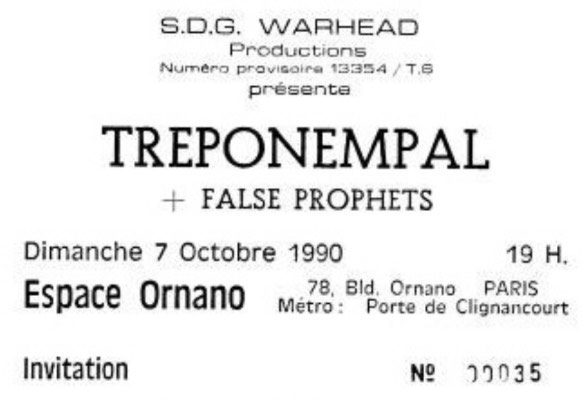 S.D.G. WARHEAD
Productions
Numéro provisoire 13354 / T.6
présente
TREPONEMPAL
+ FALSE PROPHETS
Dimanche 7 Octobre 1990 19 H.
Espace Ornano 78, Bld. Ornano PARIS
Métro : Porte de Clignancourt
Invitation Nº 00035